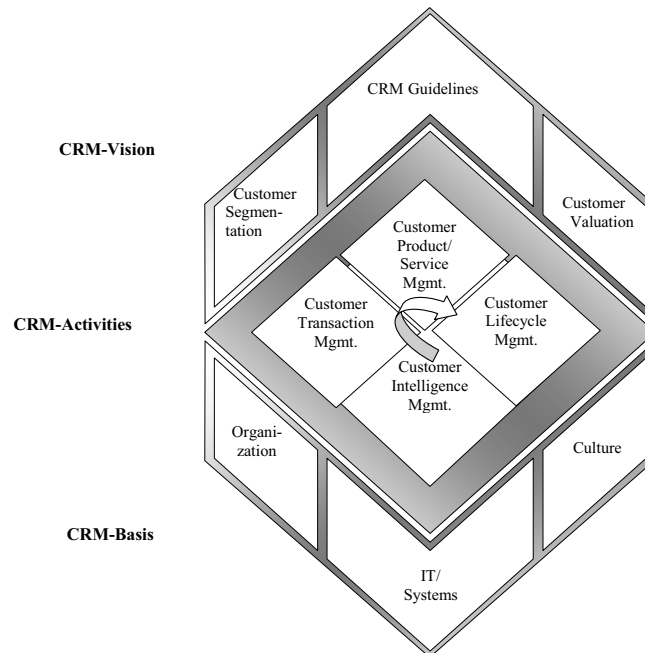 CRM Guidelines
CRM-Vision
Customer
Segmen-
tation
Customer
Valuation
Customer
Product/
Service
Mgmt.
CRM-Activities
Customer
Transaction
Mgmt.
Customer
Lifecycle
Mgmt.
Customer
Intelligence
Mgmt.
Organi-
zation
Culture
CRM-Basis
IT/
Systems